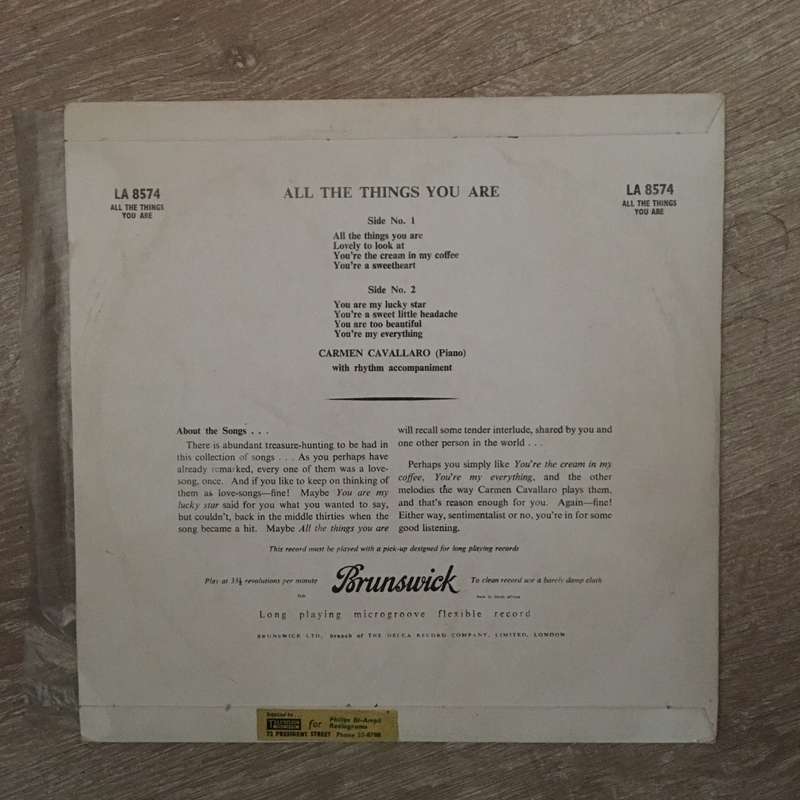 LA 8574
ALL THE THINGS
YOU ARE
ALL THE THINGS YOU ARE
LA 8574
ALL THE THINGS
YOU ARE
Side No. 1
All the things you are
Lovely to look at
You're the cream in my coffee
You're a sweetheart
Side No. 2
You are my lucky star
You're a sweet little headache
You are too beautiful
You're my everything
CARMEN CAVALLARO (Piano)
with rhythm accompaniment
About the Songs . . .
There is abundant treasure-hunting to be had in
this collection of songs . . . As you perhaps have
already remarked, every one of them was a love-
song, once. And if you like to keep on thinking of
them as love-songs—fine! Maybe You are my
lucky star said for you what you wanted to say,
but couldn't, back in the middle thirties when the
song became a hit. Maybe All the things you are
will recall some tender interlude, shared by you and
one other person in the world . . .
Perhaps you simply like You're the cream in my
coffee, You're my everything, and the other
melodies the way Carmen Cavallaro plays them,
and that's reason enough for you. Again—fine!
Either way, sentimentalist or no, you're in for some
good listening.
This record must be played with a pick-up designed for long playing records
Play at 33⅓ revolutions per minute
Brunswick
To clean record use a barely damp cloth
Long playing microgroove flexible record
BRUNSWICK LTD, branch of THE DECCA RECORD COMPANY, LIMITED, LONDON
for Philips Bi-Ampli
Radiograms
72 PRESIDENT STREET Phone